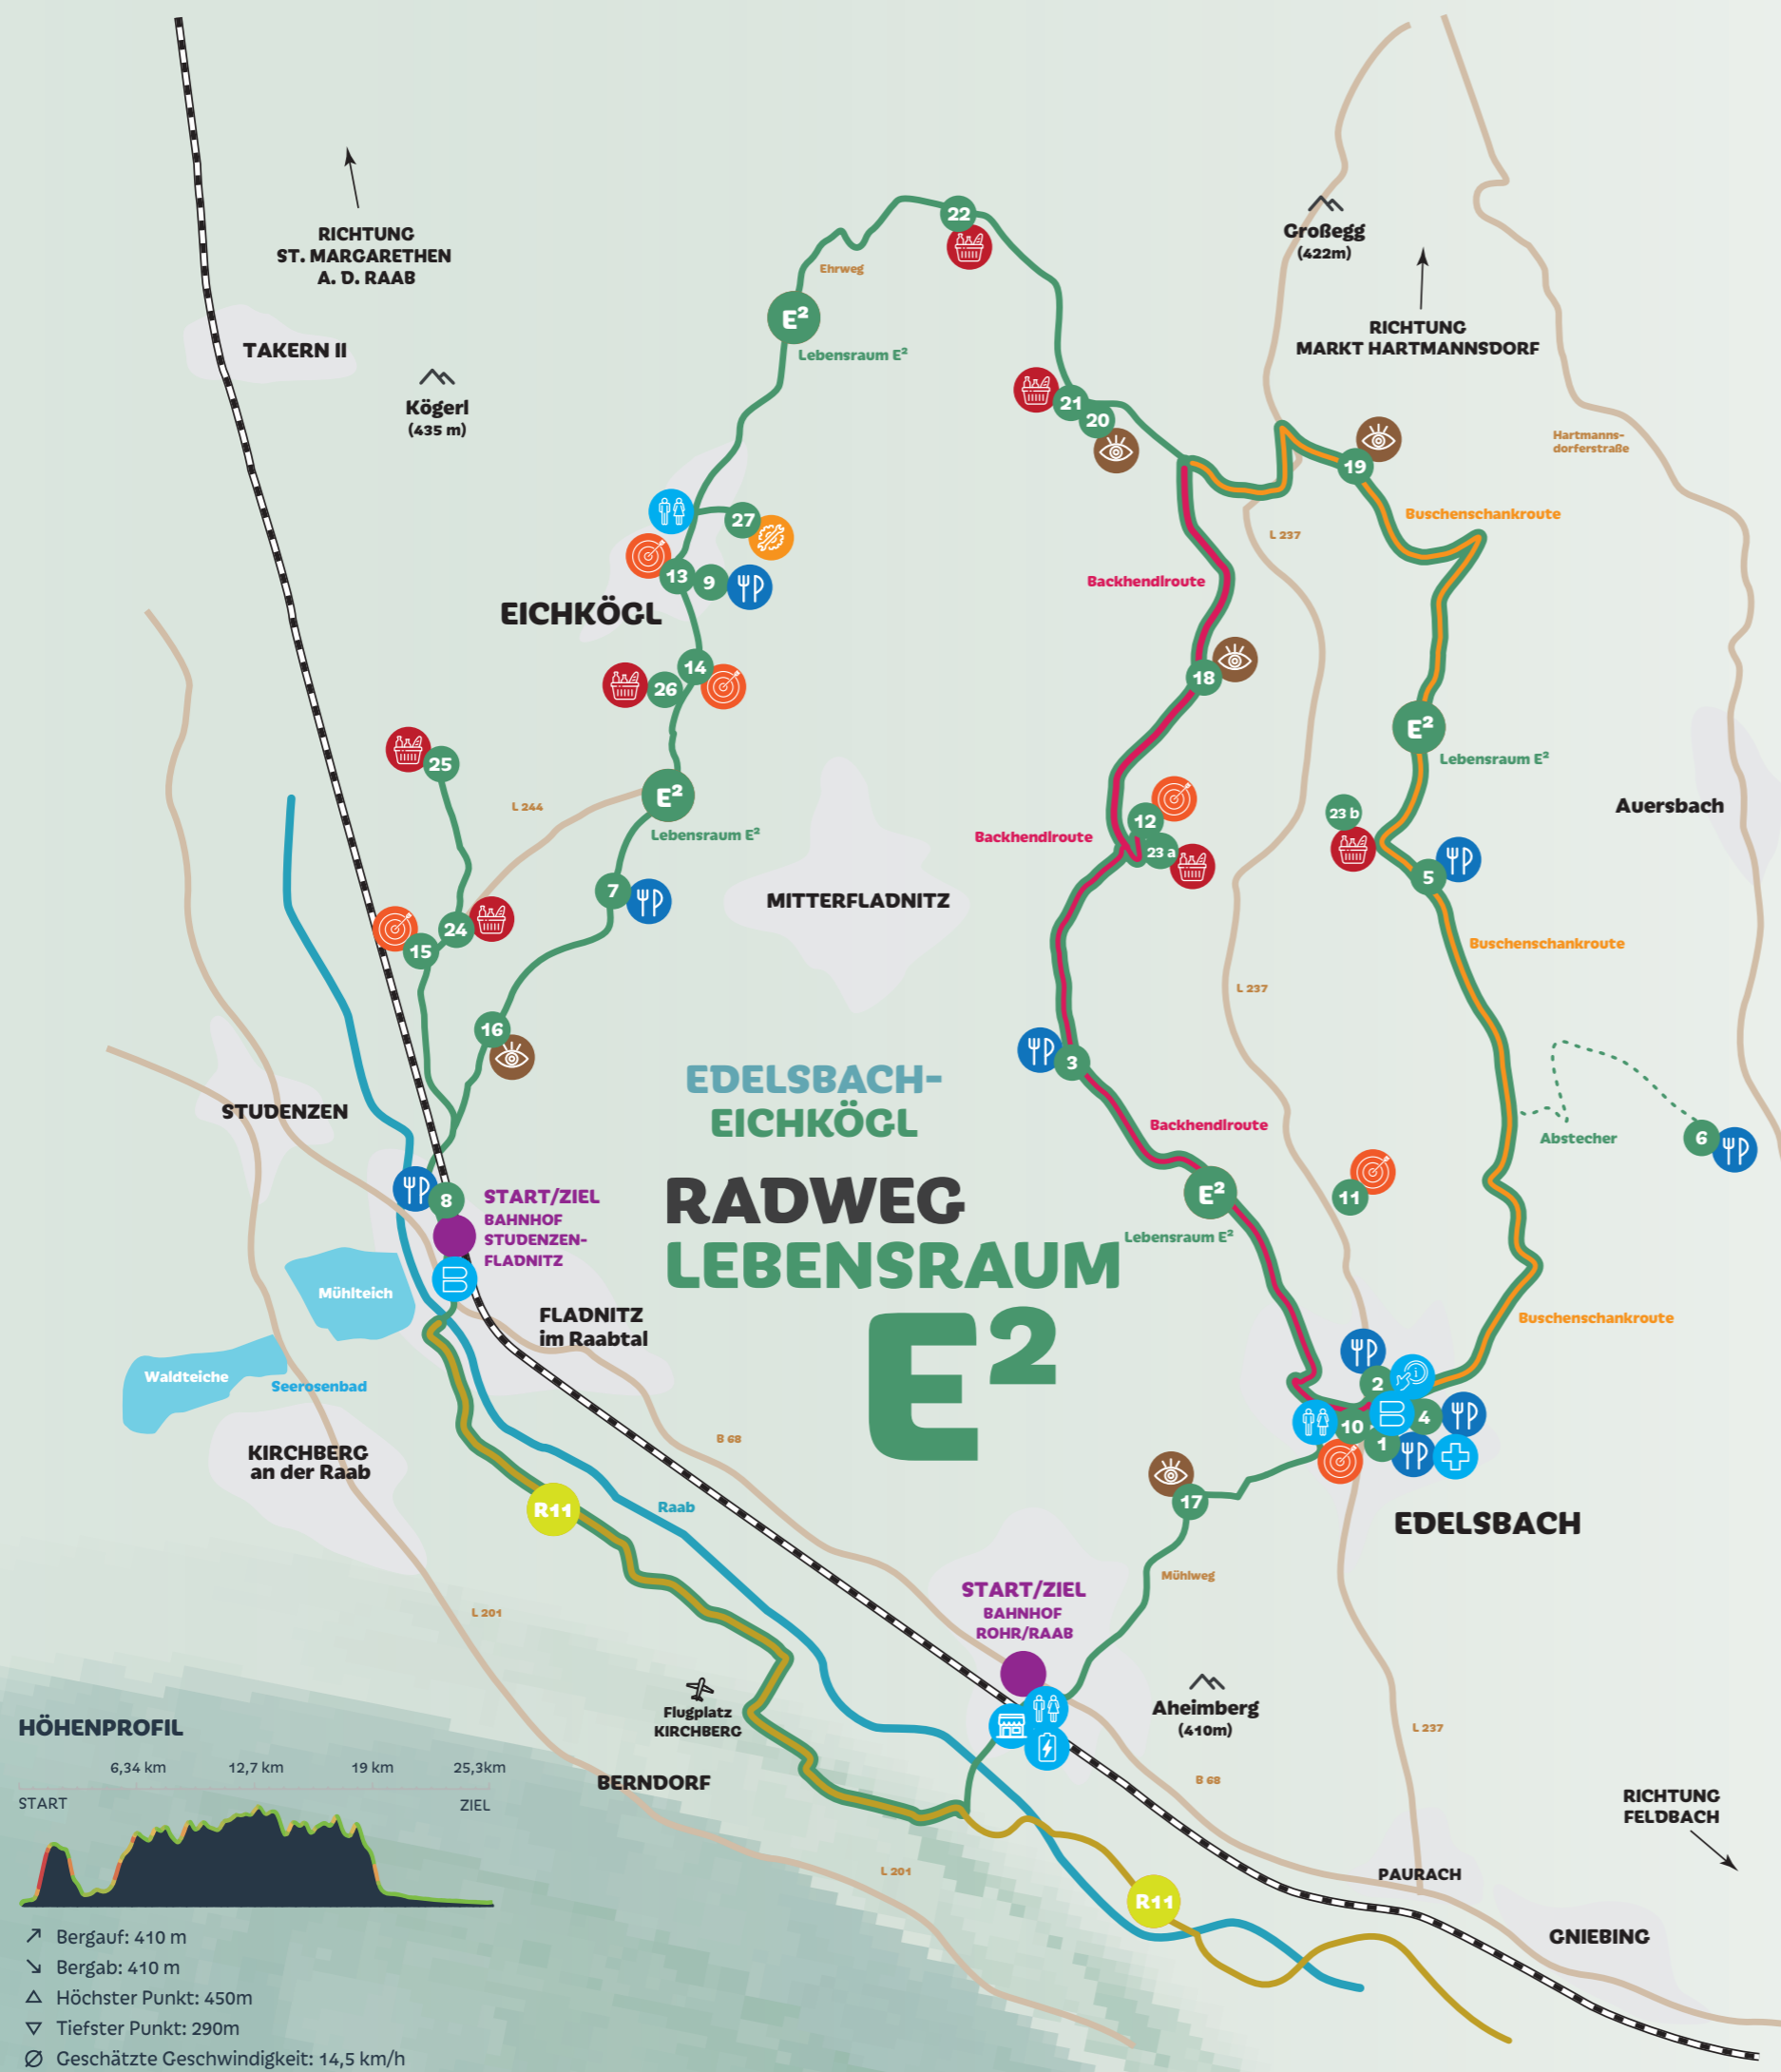 RICHTUNG
ST. MARGARETHEN
A. D. RAAB
TAKERN II
Kögerl
(435 m)
22
Ehrweg
E²
Lebensraum E²
Großegg
(422m)
RICHTUNG
MARKT HARTMANNSDORF
21
20
Hartmanns-
dorferstraße
19
Buschenschankroute
L 237
27
13
9
EICHKÖGL
Backhendlroute
14
26
18
25
E²
Lebensraum E²
L 244
E²
Lebensraum E²
Auersbach
12
23 a
Backhendlroute
23 b
5
7
MITTERFLADNITZ
24
15
Buschenschankroute
L 237
16
3
EDELSBACH-
EICHKÖGL
STUDENZEN
Backhendlroute
Abstecher
6
RADWEG
LEBENSRAUM
E²
E²
Lebensraum E²
11
8
START/ZIEL
BAHNHOF
STUDENZEN-
FLADNITZ
Mühlteich
FLADNITZ
im Raabtal
Waldteiche
Seerosenbad
Buschenschankroute
2
10
4
1
KIRCHBERG
an der Raab
B 68
R11
Raab
17
EDELSBACH
Mühlweg
L 201
START/ZIEL
BAHNHOF
ROHR/RAAB
Flugplatz
KIRCHBERG
Aheimberg
(410m)
L 237
BERNDORF
B 68
RICHTUNG
FELDBACH
L 201
PAURACH
R11
GNIEBING
HÖHENPROFIL
6,34 km 12,7 km 19 km 25,3km
START ZIEL
Bergauf: 410 m
Bergab: 410 m
Höchster Punkt: 450m
Tiefster Punkt: 290m
Geschätzte Geschwindigkeit: 14,5 km/h